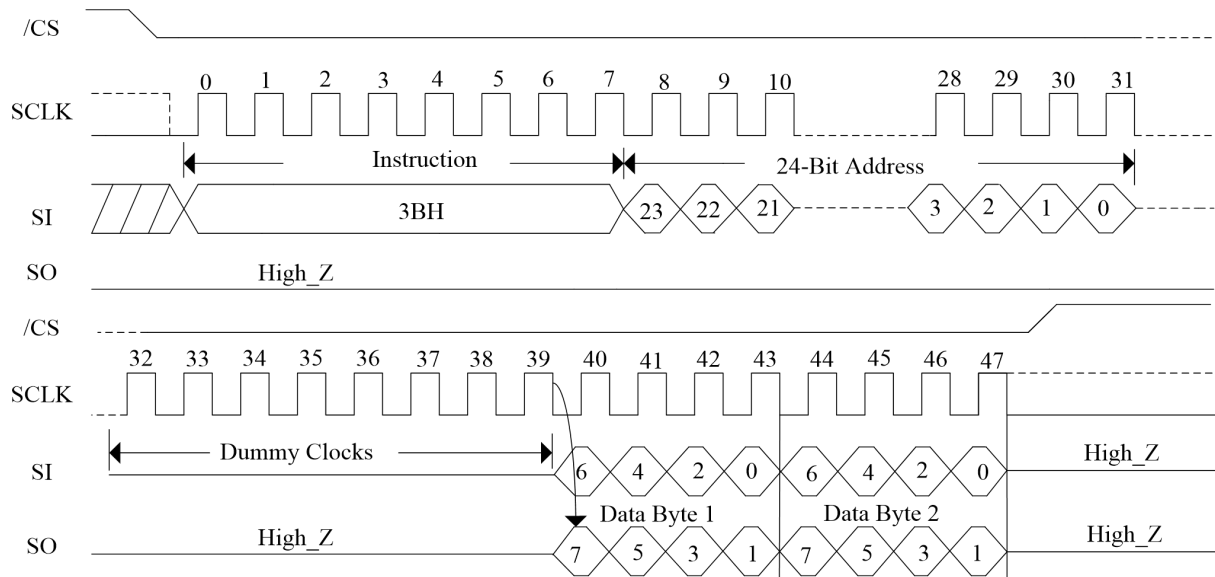 /CS
0 1 2 3 4 5 6 7 8 9 10 28 29 30 31
SCLK
Instruction 24-Bit Address
SI 3BH 23 22 21 3 2 1 0
SO High_Z
/CS
32 33 34 35 36 37 38 39 40 41 42 43 44 45 46 47
SCLK
Dummy Clocks
SI 6 4 2 0 6 4 2 0 High_Z
Data Byte 1 Data Byte 2
SO High_Z 7 5 3 1 7 5 3 1 High_Z